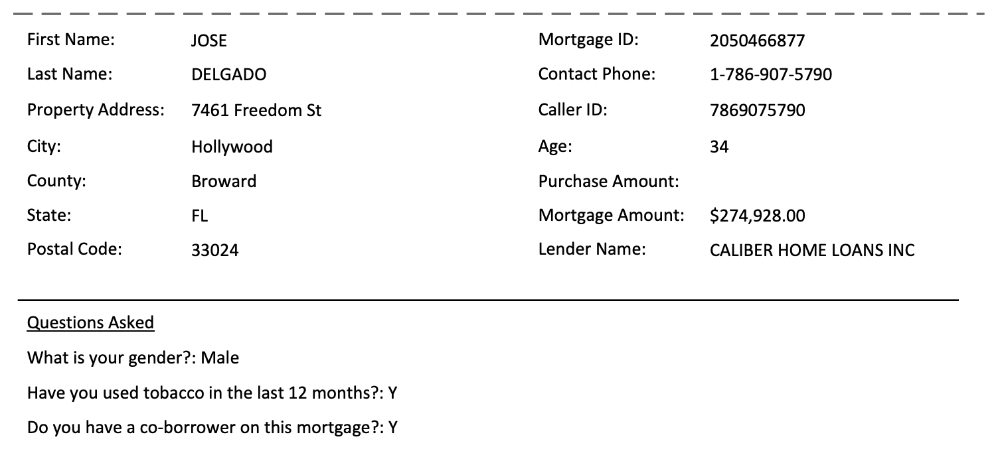 First Name: JOSE Mortgage ID: 2050466877
Last Name: DELGADO Contact Phone: 1-786-907-5790
Property Address: 7461 Freedom St Caller ID: 7869075790
City: Hollywood Age: 34
County: Broward Purchase Amount:
State: FL Mortgage Amount: $274,928.00
Postal Code: 33024 Lender Name: CALIBER HOME LOANS INC
Questions Asked
What is your gender?: Male
Have you used tobacco in the last 12 months?: Y
Do you have a co-borrower on this mortgage?: Y